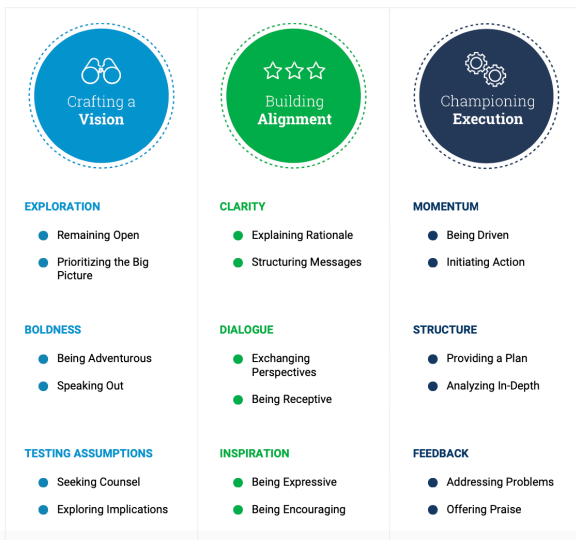 Crafting a
Vision
EXPLORATION
Remaining Open
Prioritizing the Big
Picture
BOLDNESS
Being Adventurous
Speaking Out
TESTING ASSUMPTIONS
Seeking Counsel
Exploring Implications
Building
Alignment
CLARITY
Explaining Rationale
Structuring Messages
DIALOGUE
Exchanging
Perspectives
Being Receptive
INSPIRATION
Being Expressive
Being Encouraging
Championing
Execution
MOMENTUM
Being Driven
Initiating Action
STRUCTURE
Providing a Plan
Analyzing In-Depth
FEEDBACK
Addressing Problems
Offering Praise